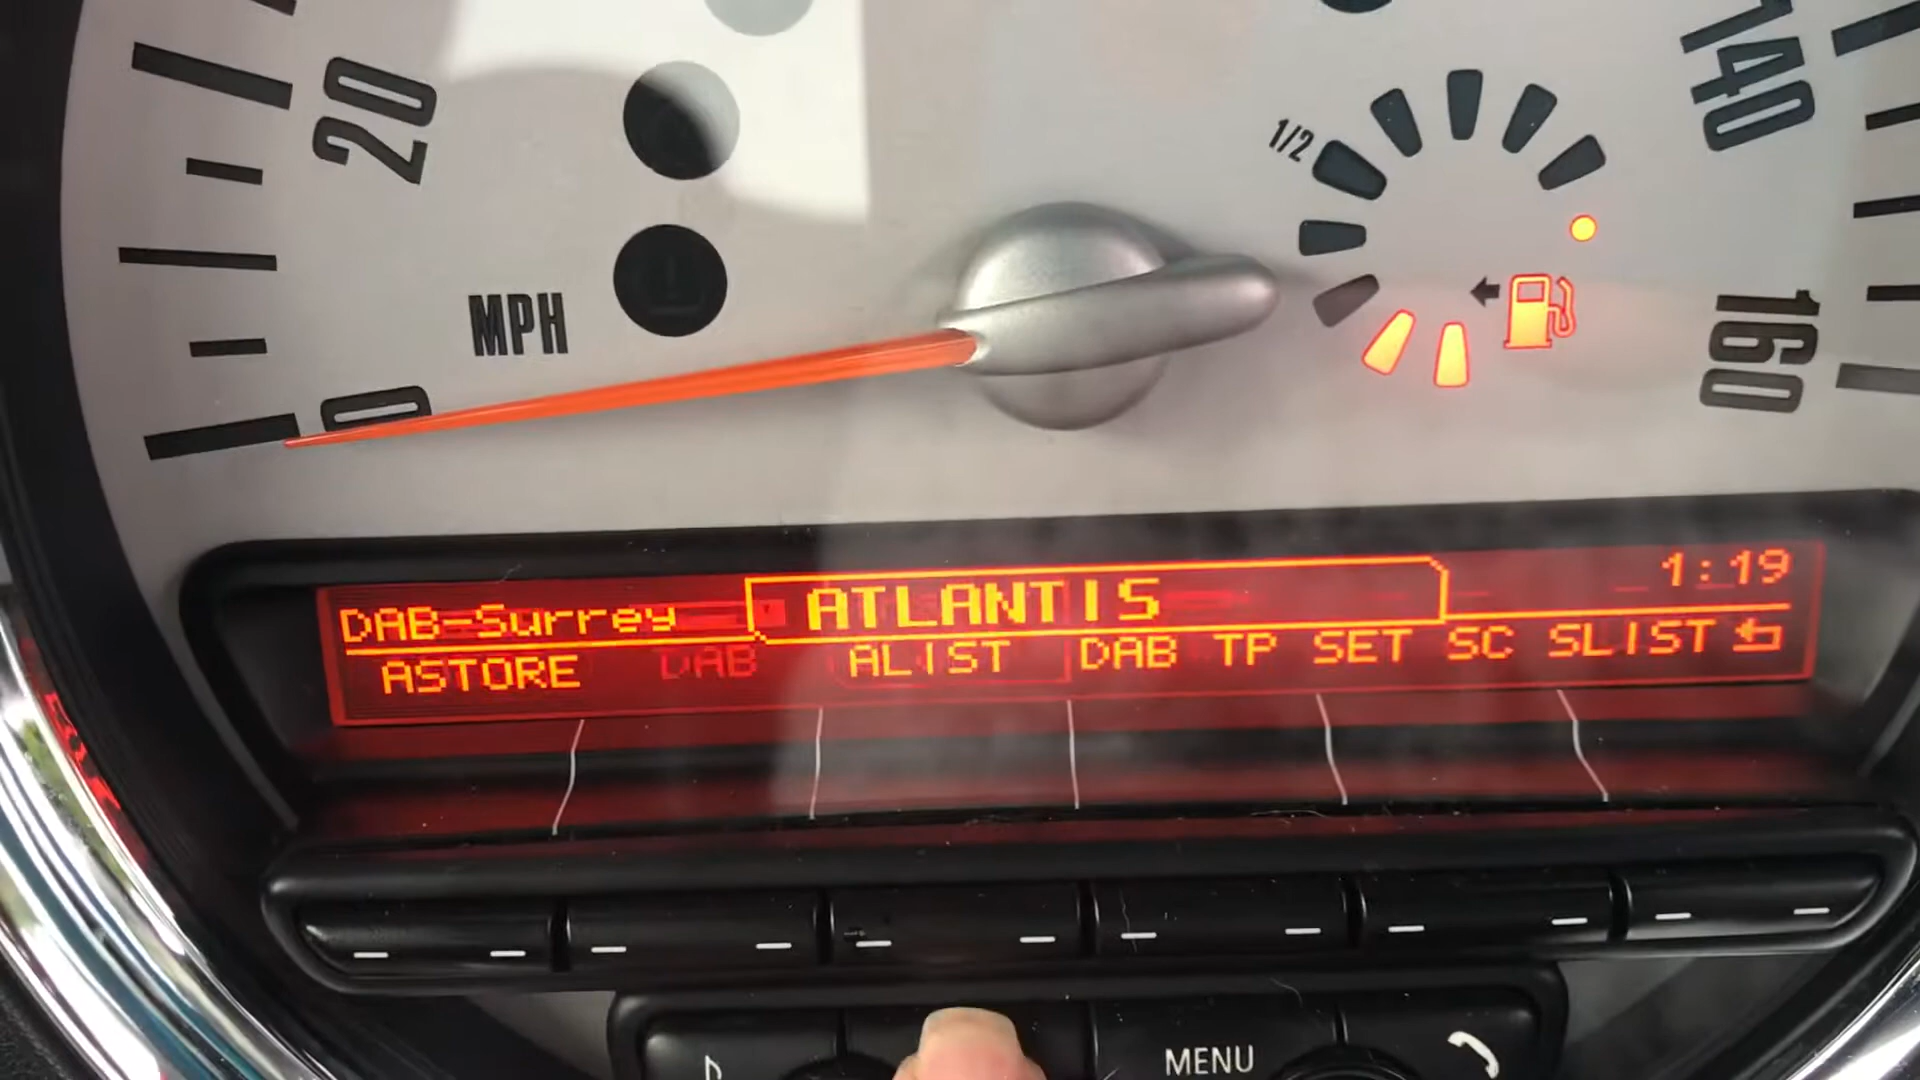 20
140
1/2
MPH
160
0
DAB-Surrey ATLANTIS 1:19
ASTORE DAB ALIST DAB TP SET SC SLIST
MENU